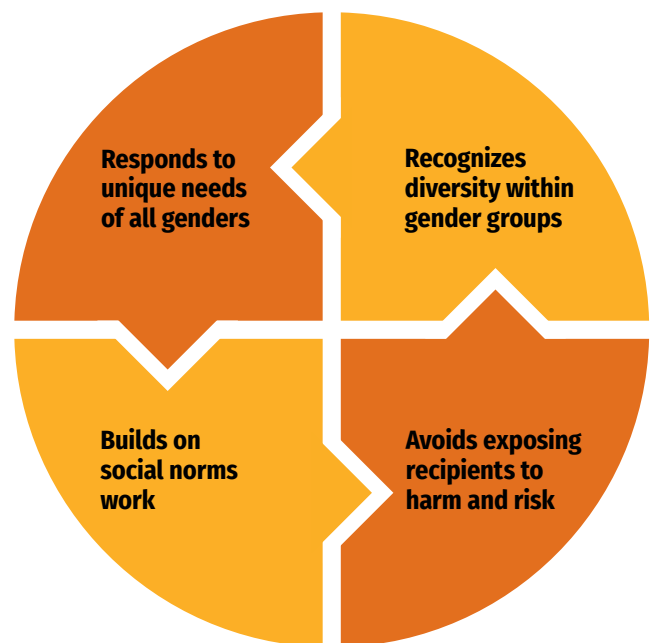 Responds to
unique needs
of all genders
Recognizes
diversity within
gender groups
Builds on
social norms
work
Avoids exposing
recipients to
harm and risk